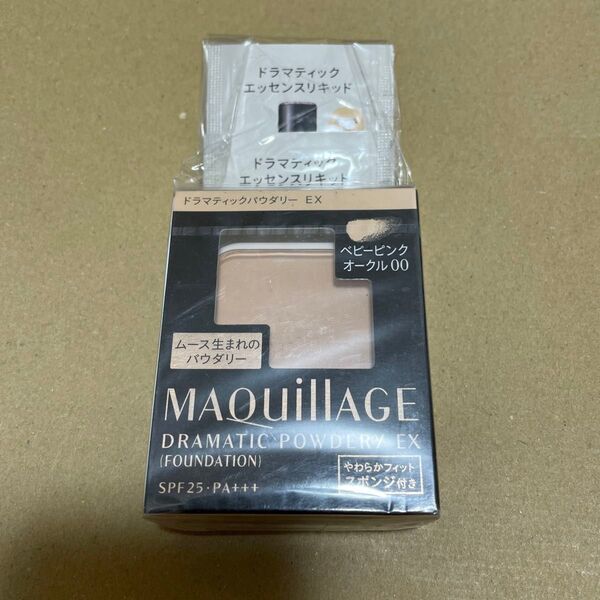 ドラマティック
エッセンスリキッド
ドラマティック
エッセンスリキッド
ドラマティックパウダリー EX
ベビーピンク
オークル00
ムース生まれの
パウダリー
MAQuillAGE
DRAMATIC POWDERY EX
(FOUNDATION)
SPF25・PA+++
やわらかフィット
スポンジ付き